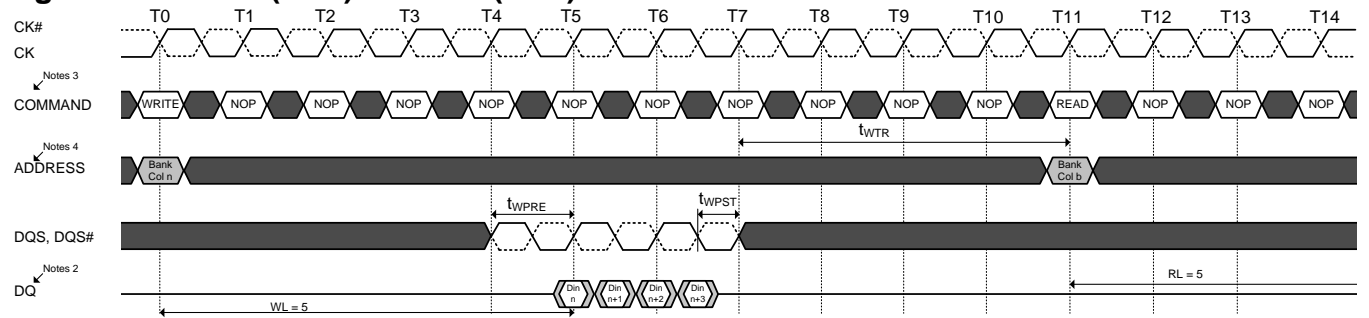 T0 T1 T2 T3 T4 T5 T6 T7 T8 T9 T10 T11 T12 T13 T14
CK#
CK
Notes 3
COMMAND WRITE NOP NOP NOP NOP NOP NOP NOP NOP NOP NOP READ NOP NOP NOP
tWTR
Notes 4
ADDRESS Bank Col n Bank Col b
tWPRE tWPST
DQS, DQS#
Notes 2
DQ Din n Din n+1 Din n+2 Din n+3
RL = 5
WL = 5